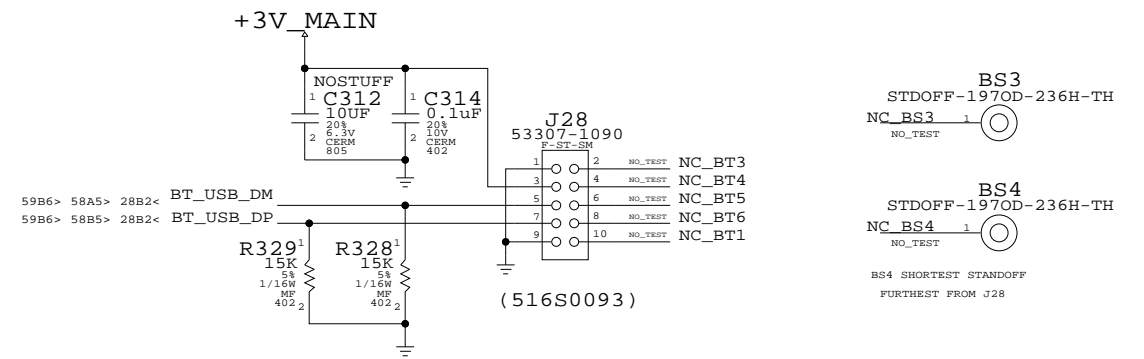 +3V_MAIN
NOSTUFF
1 C312
10UF
20%
6.3V
2 CERM
805
1 C314
0.1uF
20%
10V
2 CERM
402
J28
53307-1090
F-ST-SM
1 2 NO_TEST NC_BT3
3 4 NO_TEST NC_BT4
5 6 NO_TEST NC_BT5
7 8 NO_TEST NC_BT6
9 10 NO_TEST NC_BT1
(516S0093)
59B6> 58A5> 28B2< BT_USB_DM
59B6> 58B5> 28B2< BT_USB_DP
R329 1
15K
5%
1/16W
MF
402 2
R328 1
15K
5%
1/16W
MF
402 2
BS3
STDOFF-197OD-236H-TH
NC_BS3 1
NO_TEST
BS4
STDOFF-197OD-236H-TH
NC_BS4 1
NO_TEST
BS4 SHORTEST STANDOFF
FURTHEST FROM J28